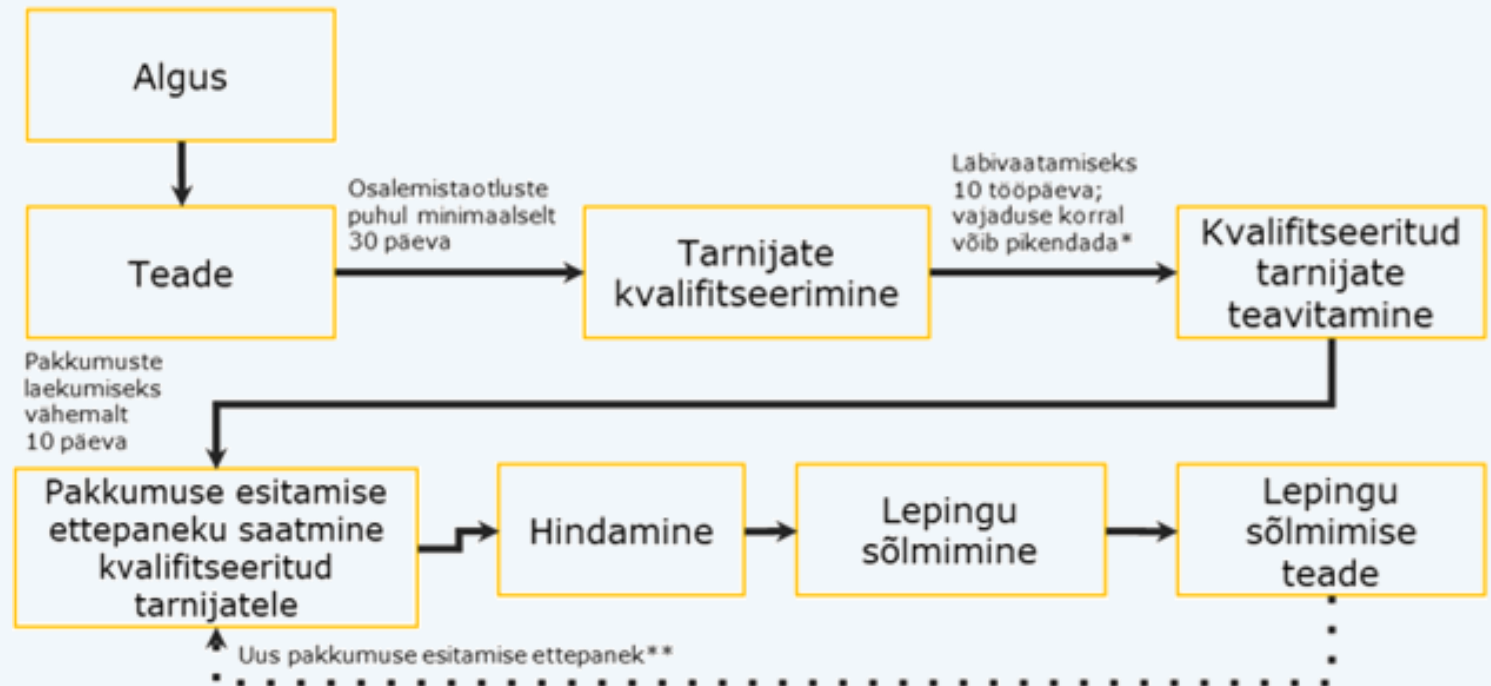 Algus
Osalemistaotluste
puhul minimaalselt
30 päeva
Läbivaatamiseks
10 tööpäeva;
vajaduse korral
võib pikendada*
Teade
Tarnijate
kvalifitseerimine
Kvalifitseeritud
tarnijate
teavitamine
Pakkumuste
laekumiseks
vähemalt
10 päeva
Pakkumuse esitamise
ettepaneku saatmine
kvalifitseeritud
tarnijatele
Hindamine
Lepingu
sõlmimine
Lepingu
sõlmimise
teade
Uus pakkumuse esitamise ettepanek**